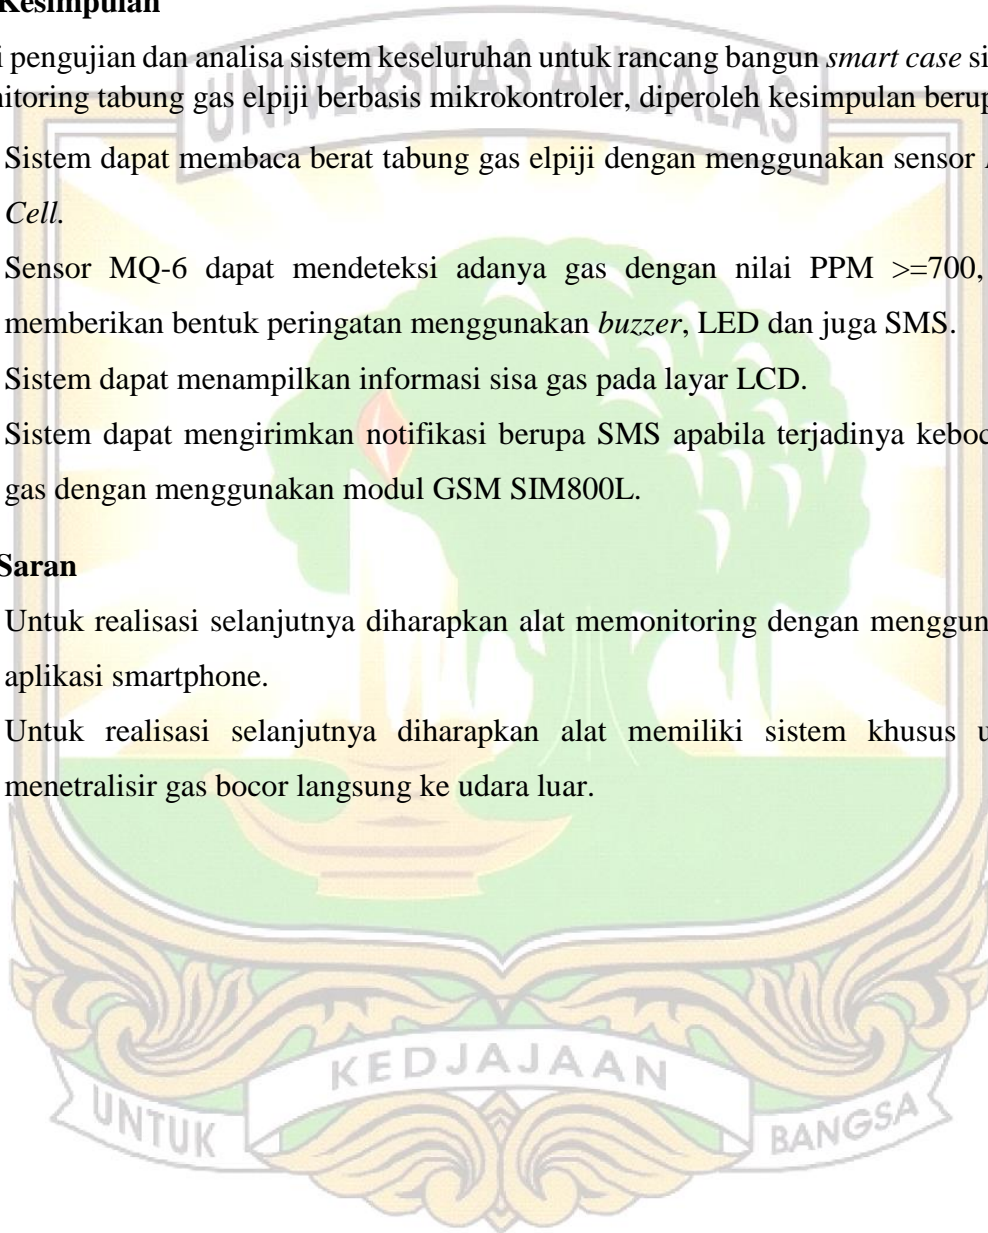 Kesimpulan
i pengujian dan analisa sistem keseluruhan untuk rancang bangun smart case si
nitoring tabung gas elpiji berbasis mikrokontroler, diperoleh kesimpulan berup
Sistem dapat membaca berat tabung gas elpiji dengan menggunakan sensor
Cell.
Sensor MQ-6 dapat mendeteksi adanya gas dengan nilai PPM >=700,
memberikan bentuk peringatan menggunakan buzzer, LED dan juga SMS.
Sistem dapat menampilkan informasi sisa gas pada layar LCD.
Sistem dapat mengirimkan notifikasi berupa SMS apabila terjadinya keboc
gas dengan menggunakan modul GSM SIM800L.
Saran
Untuk realisasi selanjutnya diharapkan alat memonitoring dengan menggun
aplikasi smartphone.
Untuk realisasi selanjutnya diharapkan alat memiliki sistem khusus u
menetralisir gas bocor langsung ke udara luar.
UNIVERSITAS ANDALAS
UNTUK KEDJAJAAN BANGSA